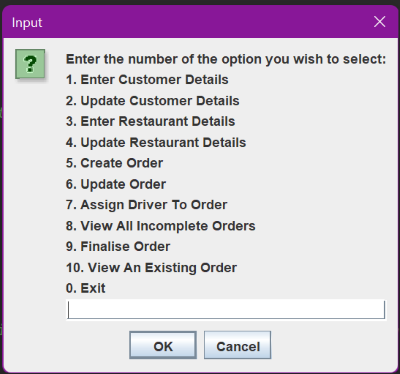 Input
Enter the number of the option you wish to select:
1. Enter Customer Details
2. Update Customer Details
3. Enter Restaurant Details
4. Update Restaurant Details
5. Create Order
6. Update Order
7. Assign Driver To Order
8. View All Incomplete Orders
9. Finalise Order
10. View An Existing Order
0. Exit
OK
Cancel